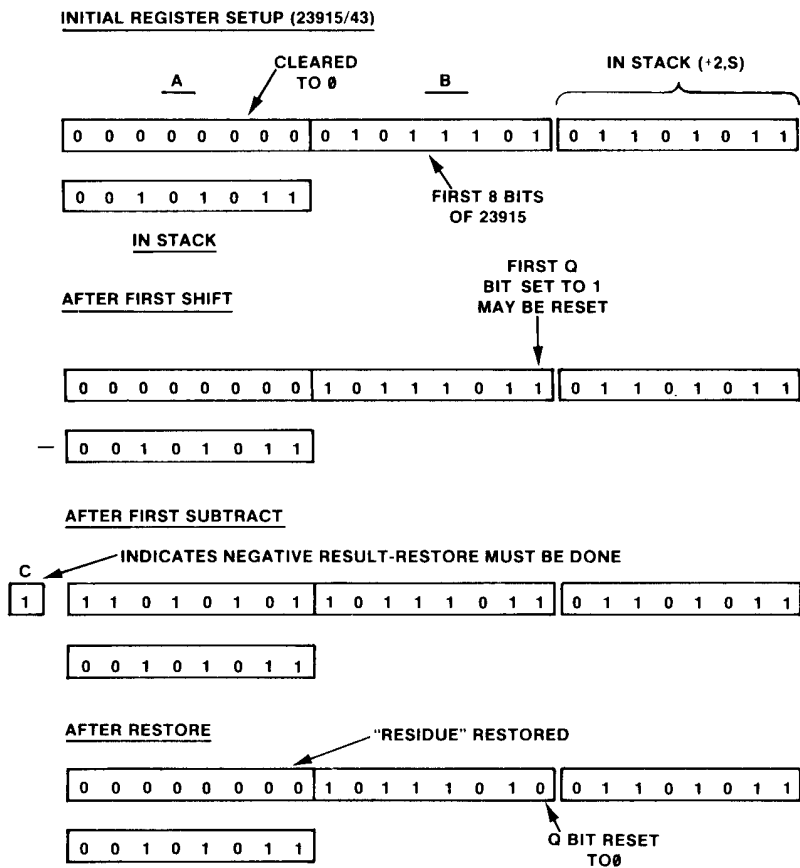 INITIAL REGISTER SETUP (23915/43)
CLEARED
TO 0
A
B
IN STACK (+2,S)
0 0 0 0 0 0 0 0 0 1 0 1 1 1 0 1 0 1 1 0 1 0 1 1
0 0 1 0 1 0 1 1
FIRST 8 BITS
OF 23915
IN STACK
FIRST Q
BIT SET TO 1
MAY BE RESET
AFTER FIRST SHIFT
0 0 0 0 0 0 0 0 1 0 1 1 1 0 1 1 0 1 1 0 1 0 1 1
— 0 0 1 0 1 0 1 1
AFTER FIRST SUBTRACT
C
INDICATES NEGATIVE RESULT-RESTORE MUST BE DONE
1 1 1 0 1 0 1 0 1 1 0 1 1 1 0 1 1 0 1 1 0 1 0 1 1
0 0 1 0 1 0 1 1
AFTER RESTORE
"RESIDUE" RESTORED
0 0 0 0 0 0 0 0 1 0 1 1 1 0 1 0 0 1 1 0 1 0 1 1
0 0 1 0 1 0 1 1
Q BIT RESET
TO0